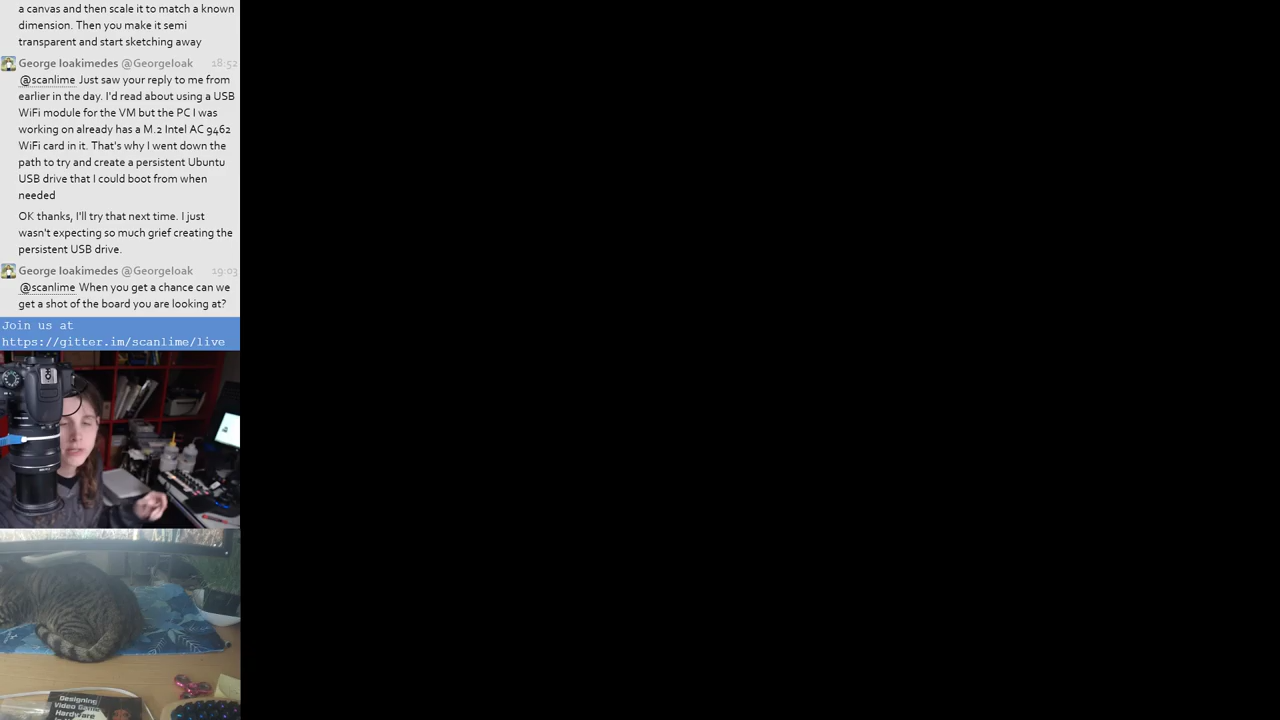 a canvas and then scale it to match a known
dimension. Then you make it semi
transparent and start sketching away
George Ioakimedes @GeorgeIoak 18:52
@scanlime Just saw your reply to me from
earlier in the day. I'd read about using a USB
WiFi module for the VM but the PC I was
working on already has a M.2 Intel AC 9462
WiFi card in it. That's why I went down the
path to try and create a persistent Ubuntu
USB drive that I could boot from when
needed
OK thanks, I'll try that next time. I just
wasn't expecting so much grief creating the
persistent USB drive.
George Ioakimedes @GeorgeIoak 19:03
@scanlime When you get a chance can we
get a shot of the board you are looking at?
Join us at
https://gitter.im/scanlime/live
Designing
Video Game
Hardware